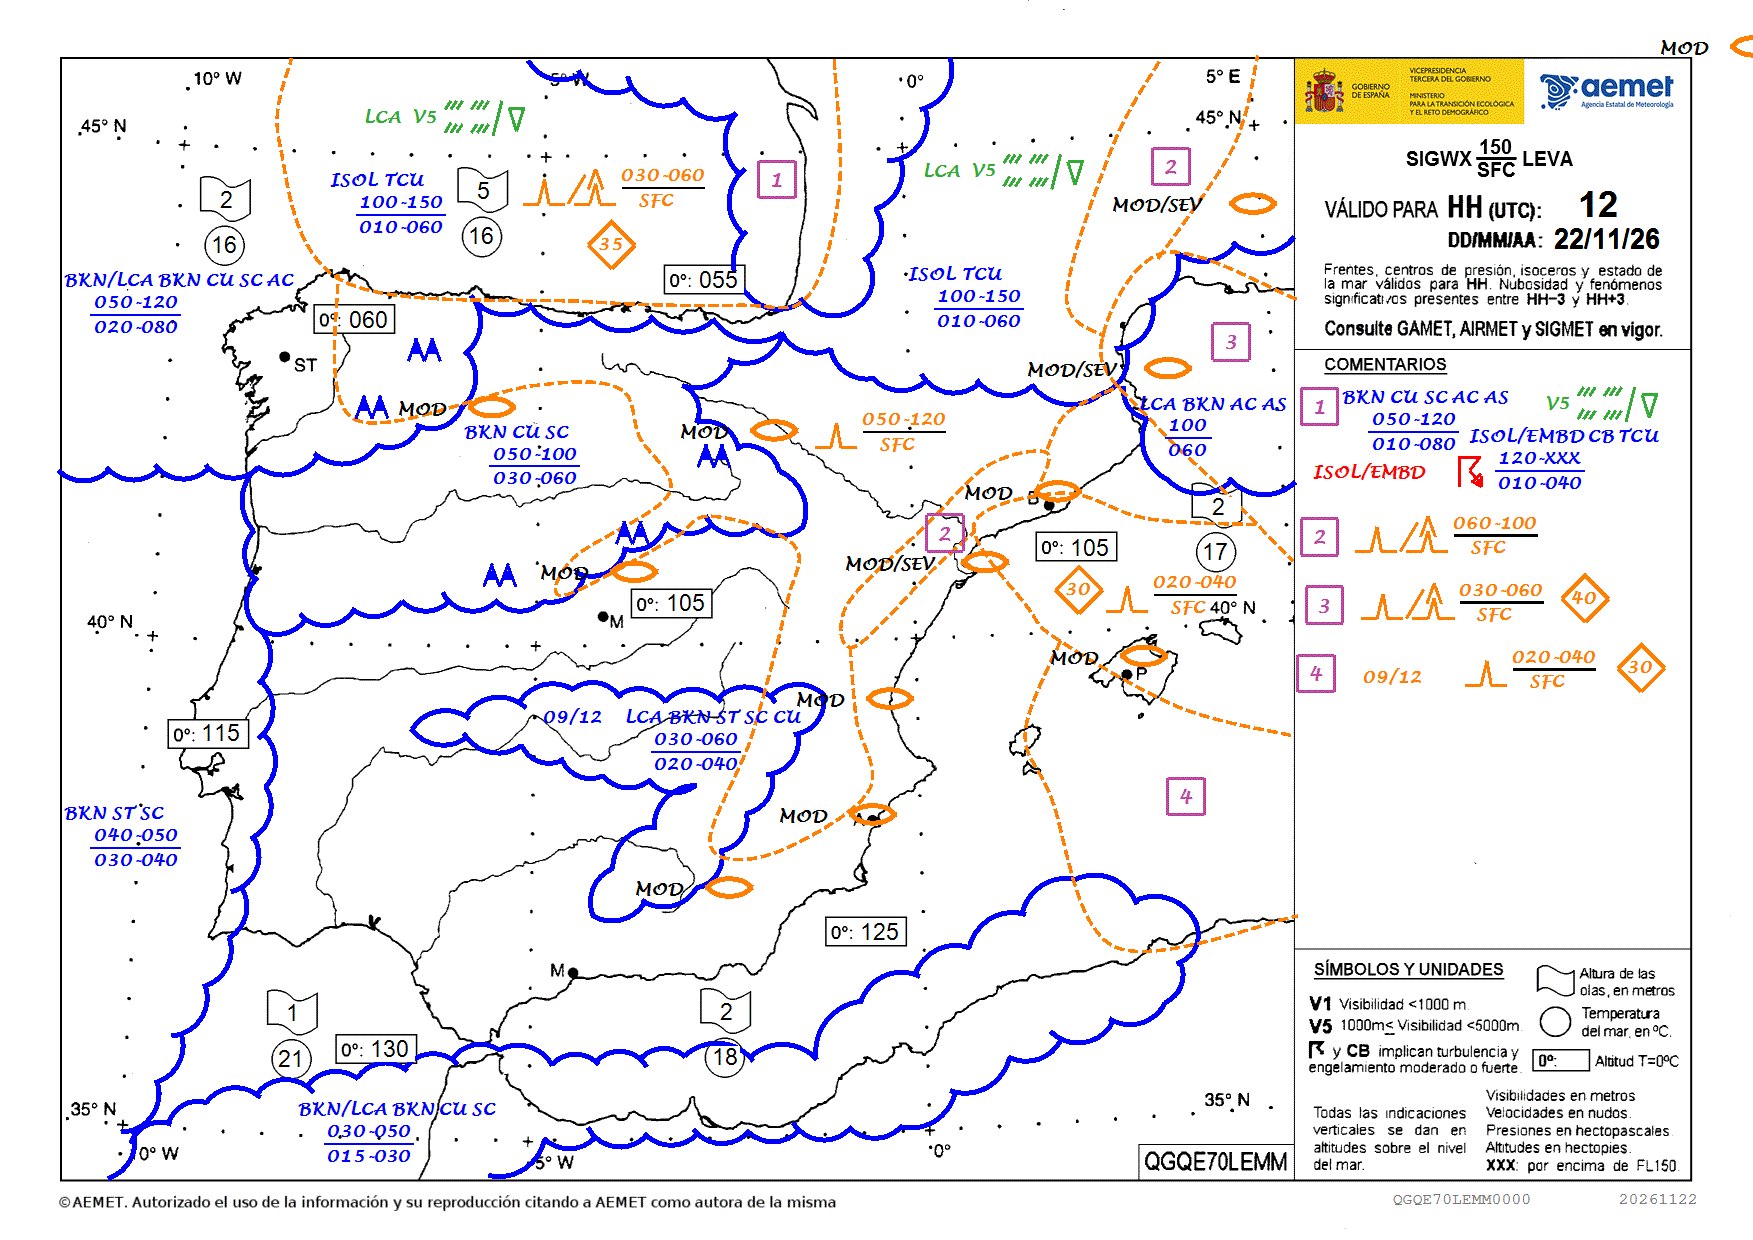 MOD
10° W
5° W
0°
5° E
45° N
45° N
LCA V5
ISOL TCU
100-150
010-060
2
16
5
16
030-060
SFC
35
1
LCA V5
2
MOD/SEV
BKN/LCA BKN CU SC AC
050-120
020-080
0°: 055
0°: 060
ISOL TCU
100-150
010-060
ST
3
MOD/SEV
MOD
BKN CU SC
050-100
030-060
MOD
050-120
SFC
LCA BKN AC AS
100
060
MOD
B
2
17
2
MOD/SEV
0°: 105
MOD
0°: 105
M
30
020-040
SFC
40° N
40° N
MOD
P
0°: 115
09/12 LCA BKN ST SC CU
030-060
020-040
MOD
4
BKN ST SC
040-050
030-040
MOD
A
MOD
0°: 125
M
1
21
0°: 130
2
18
35° N
35° N
BKN/LCA BKN CU SC
030-050
015-030
0° W
5° W
0°
QGQE70LEMM
GOBIERNO
DE ESPAÑA
VICEPRESIDENCIA
TERCERA DEL GOBIERNO
MINISTERIO
PARA LA TRANSICIÓN ECOLÓGICA
Y EL RETO DEMOGRÁFICO
aemet
Agencia Estatal de Meteorología
SIGWX 150
SFC LEVA
VÁLIDO PARA HH (UTC): 12
DD/MM/AA: 22/11/26
Frentes, centros de presión, isoceros y estado de
la mar válidos para HH. Nubosidad y fenómenos
significativos presentes entre HH-3 y HH+3.
Consulte GAMET, AIRMET y SIGMET en vigor.
COMENTARIOS
1 BKN CU SC AC AS V5
050-120
010-080 ISOL/EMBD CB TCU
ISOL/EMBD 120-XXX
010-040
2 060-100
SFC
3 030-060
SFC 40
4 09/12 020-040
SFC 30
SÍMBOLOS Y UNIDADES
V1 Visibilidad <1000 m.
V5 1000m≤ Visibilidad <5000m.
y CB implican turbulencia y
engelamiento moderado o fuerte.
Altura de las
olas, en metros
Temperatura
del mar, en ºC.
0°: Altitud T=0ºC
Todas las indicaciones
verticales se dan en
altitudes sobre el nivel
del mar.
Visibilidades en metros
Velocidades en nudos.
Presiones en hectopascales
Altitudes en hectopies.
XXX: por encima de FL150.
©AEMET. Autorizado el uso de la información y su reproducción citando a AEMET como autora de la misma
QGQE70LEMM0000 20261122